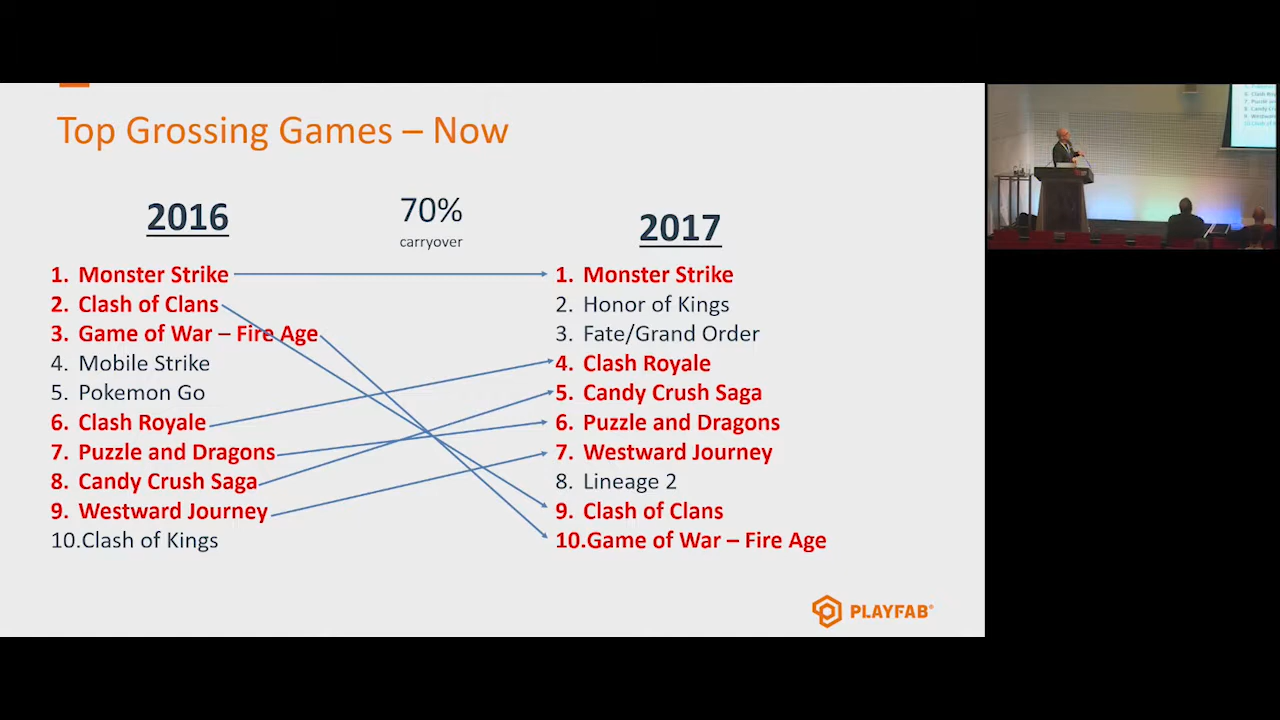 Top Grossing Games – Now
2016
70%
carryover
2017
1. Monster Strike
2. Clash of Clans
3. Game of War – Fire Age
4. Mobile Strike
5. Pokemon Go
6. Clash Royale
7. Puzzle and Dragons
8. Candy Crush Saga
9. Westward Journey
10.Clash of Kings
1. Monster Strike
2. Honor of Kings
3. Fate/Grand Order
4. Clash Royale
5. Candy Crush Saga
6. Puzzle and Dragons
7. Westward Journey
8. Lineage 2
9. Clash of Clans
10.Game of War – Fire Age
PLAYFAB